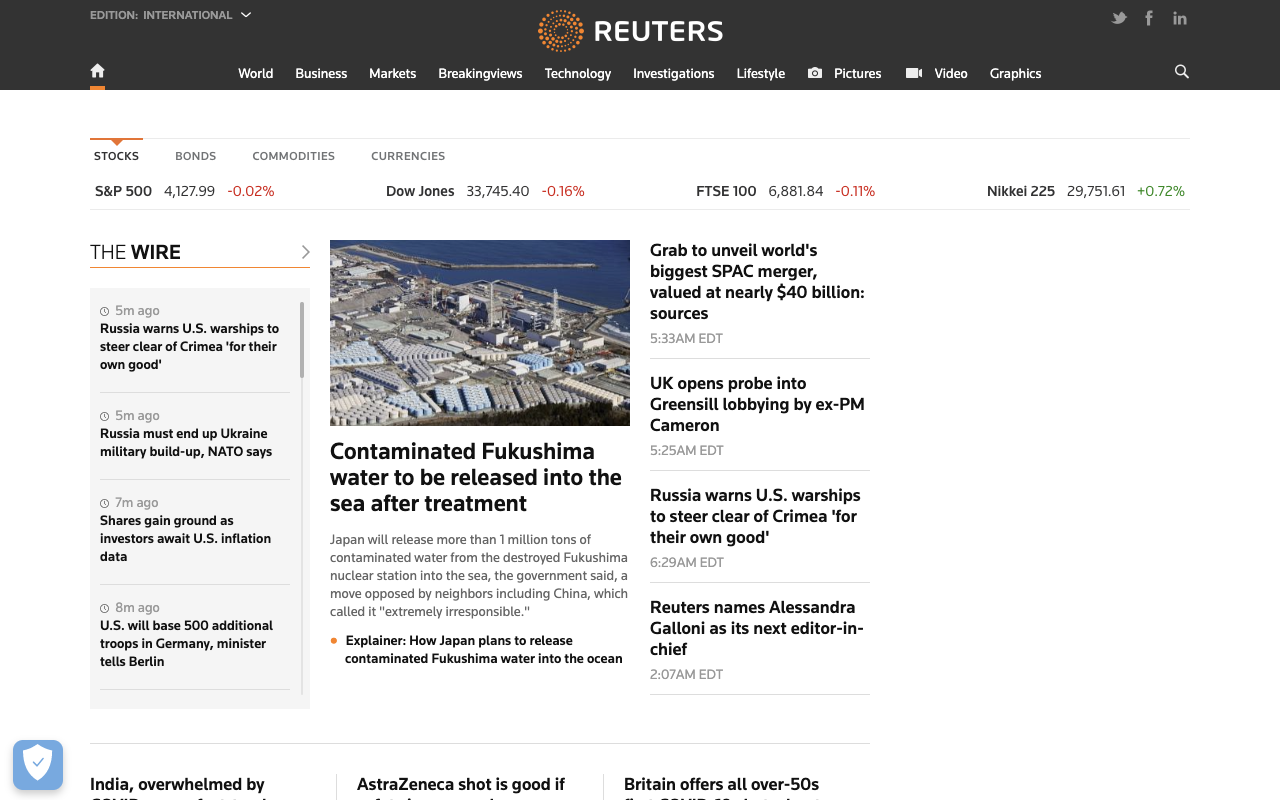 EDITION: INTERNATIONAL
REUTERS
World Business Markets Breakingviews Technology Investigations Lifestyle Pictures Video Graphics
STOCKS BONDS COMMODITIES CURRENCIES
S&P 500 4,127.99 -0.02% Dow Jones 33,745.40 -0.16% FTSE 100 6,881.84 -0.11% Nikkei 225 29,751.61 +0.72%
THE WIRE
5m ago
Russia warns U.S. warships to
steer clear of Crimea 'for their
own good'
5m ago
Russia must end up Ukraine
military build-up, NATO says
7m ago
Shares gain ground as
investors await U.S. inflation
data
8m ago
U.S. will base 500 additional
troops in Germany, minister
tells Berlin
Contaminated Fukushima
water to be released into the
sea after treatment
Japan will release more than 1 million tons of
contaminated water from the destroyed Fukushima
nuclear station into the sea, the government said, a
move opposed by neighbors including China, which
called it "extremely irresponsible."
Explainer: How Japan plans to release
contaminated Fukushima water into the ocean
Grab to unveil world's
biggest SPAC merger,
valued at nearly $40 billion:
sources
5:33AM EDT
UK opens probe into
Greensill lobbying by ex-PM
Cameron
5:25AM EDT
Russia warns U.S. warships
to steer clear of Crimea 'for
their own good'
6:29AM EDT
Reuters names Alessandra
Galloni as its next editor-in-
chief
2:07AM EDT
India, overwhelmed by
AstraZeneca shot is good if
Britain offers all over-50s